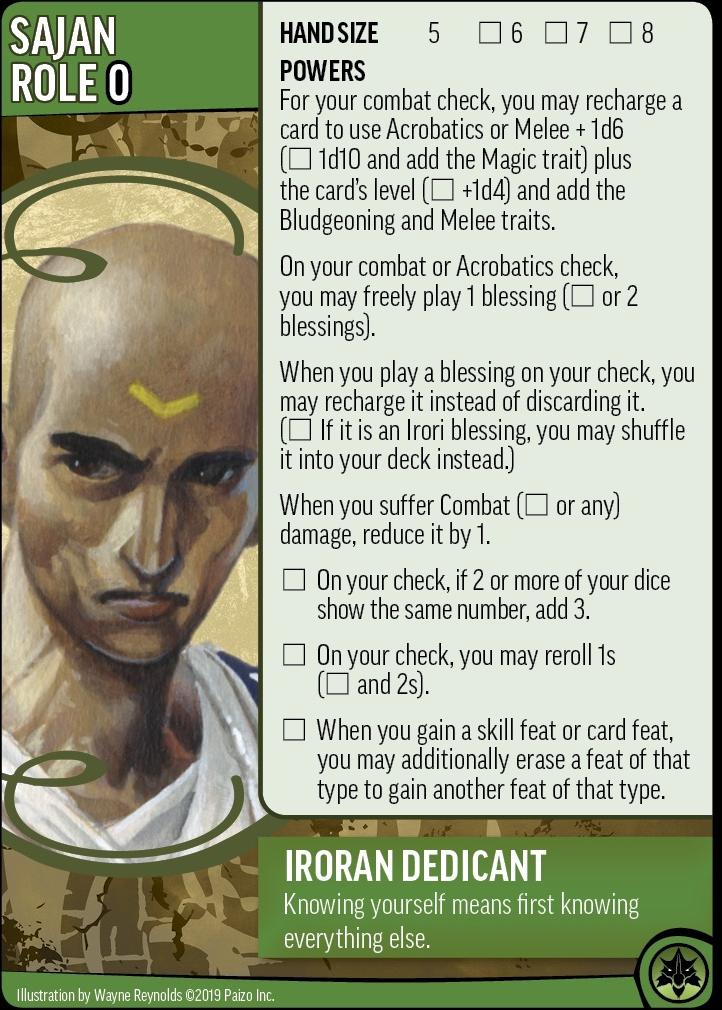 SAJAN
ROLE 0
HAND SIZE 5 ☐ 6 ☐ 7 ☐ 8
POWERS
For your combat check, you may recharge a
card to use Acrobatics or Melee + 1d6
(☐ 1d10 and add the Magic trait) plus
the card's level (☐ +1d4) and add the
Bludgeoning and Melee traits.
On your combat or Acrobatics check,
you may freely play 1 blessing (☐ or 2
blessings).
When you play a blessing on your check, you
may recharge it instead of discarding it.
(☐ If it is an Irori blessing, you may shuffle
it into your deck instead.)
When you suffer Combat (☐ or any)
damage, reduce it by 1.
☐ On your check, if 2 or more of your dice
show the same number, add 3.
☐ On your check, you may reroll 1s
(☐ and 2s).
☐ When you gain a skill feat or card feat,
you may additionally erase a feat of that
type to gain another feat of that type.
IRORAN DEDICANT
Knowing yourself means first knowing
everything else.
Illustration by Wayne Reynolds ©2019 Paizo Inc.